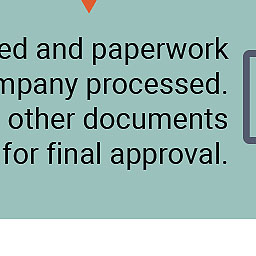 ed and paperwork
mpany processed.
other documents
for final approval.